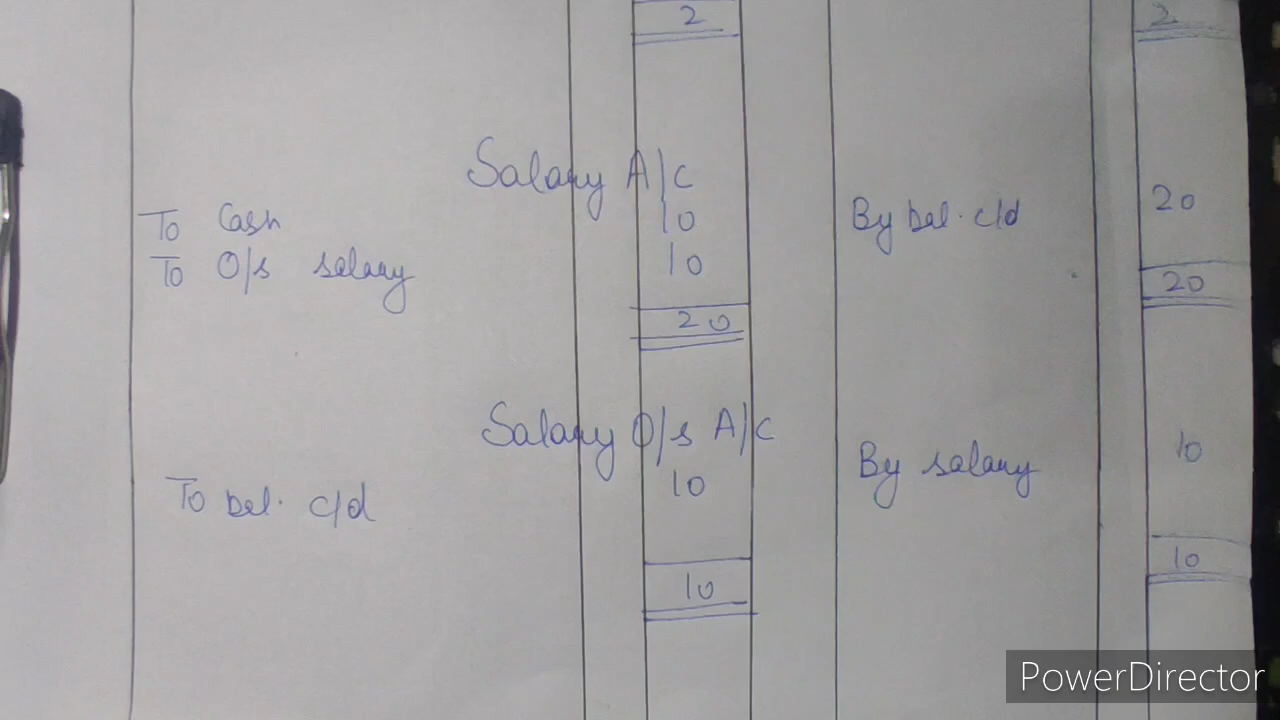 2 2
Salary A/c
To Cash 10 By bal. c/d 20
To O/s salary 10
20 20
Salary O/s A/c
To bal. c/d 10 By salary 10
10 10
PowerDirector